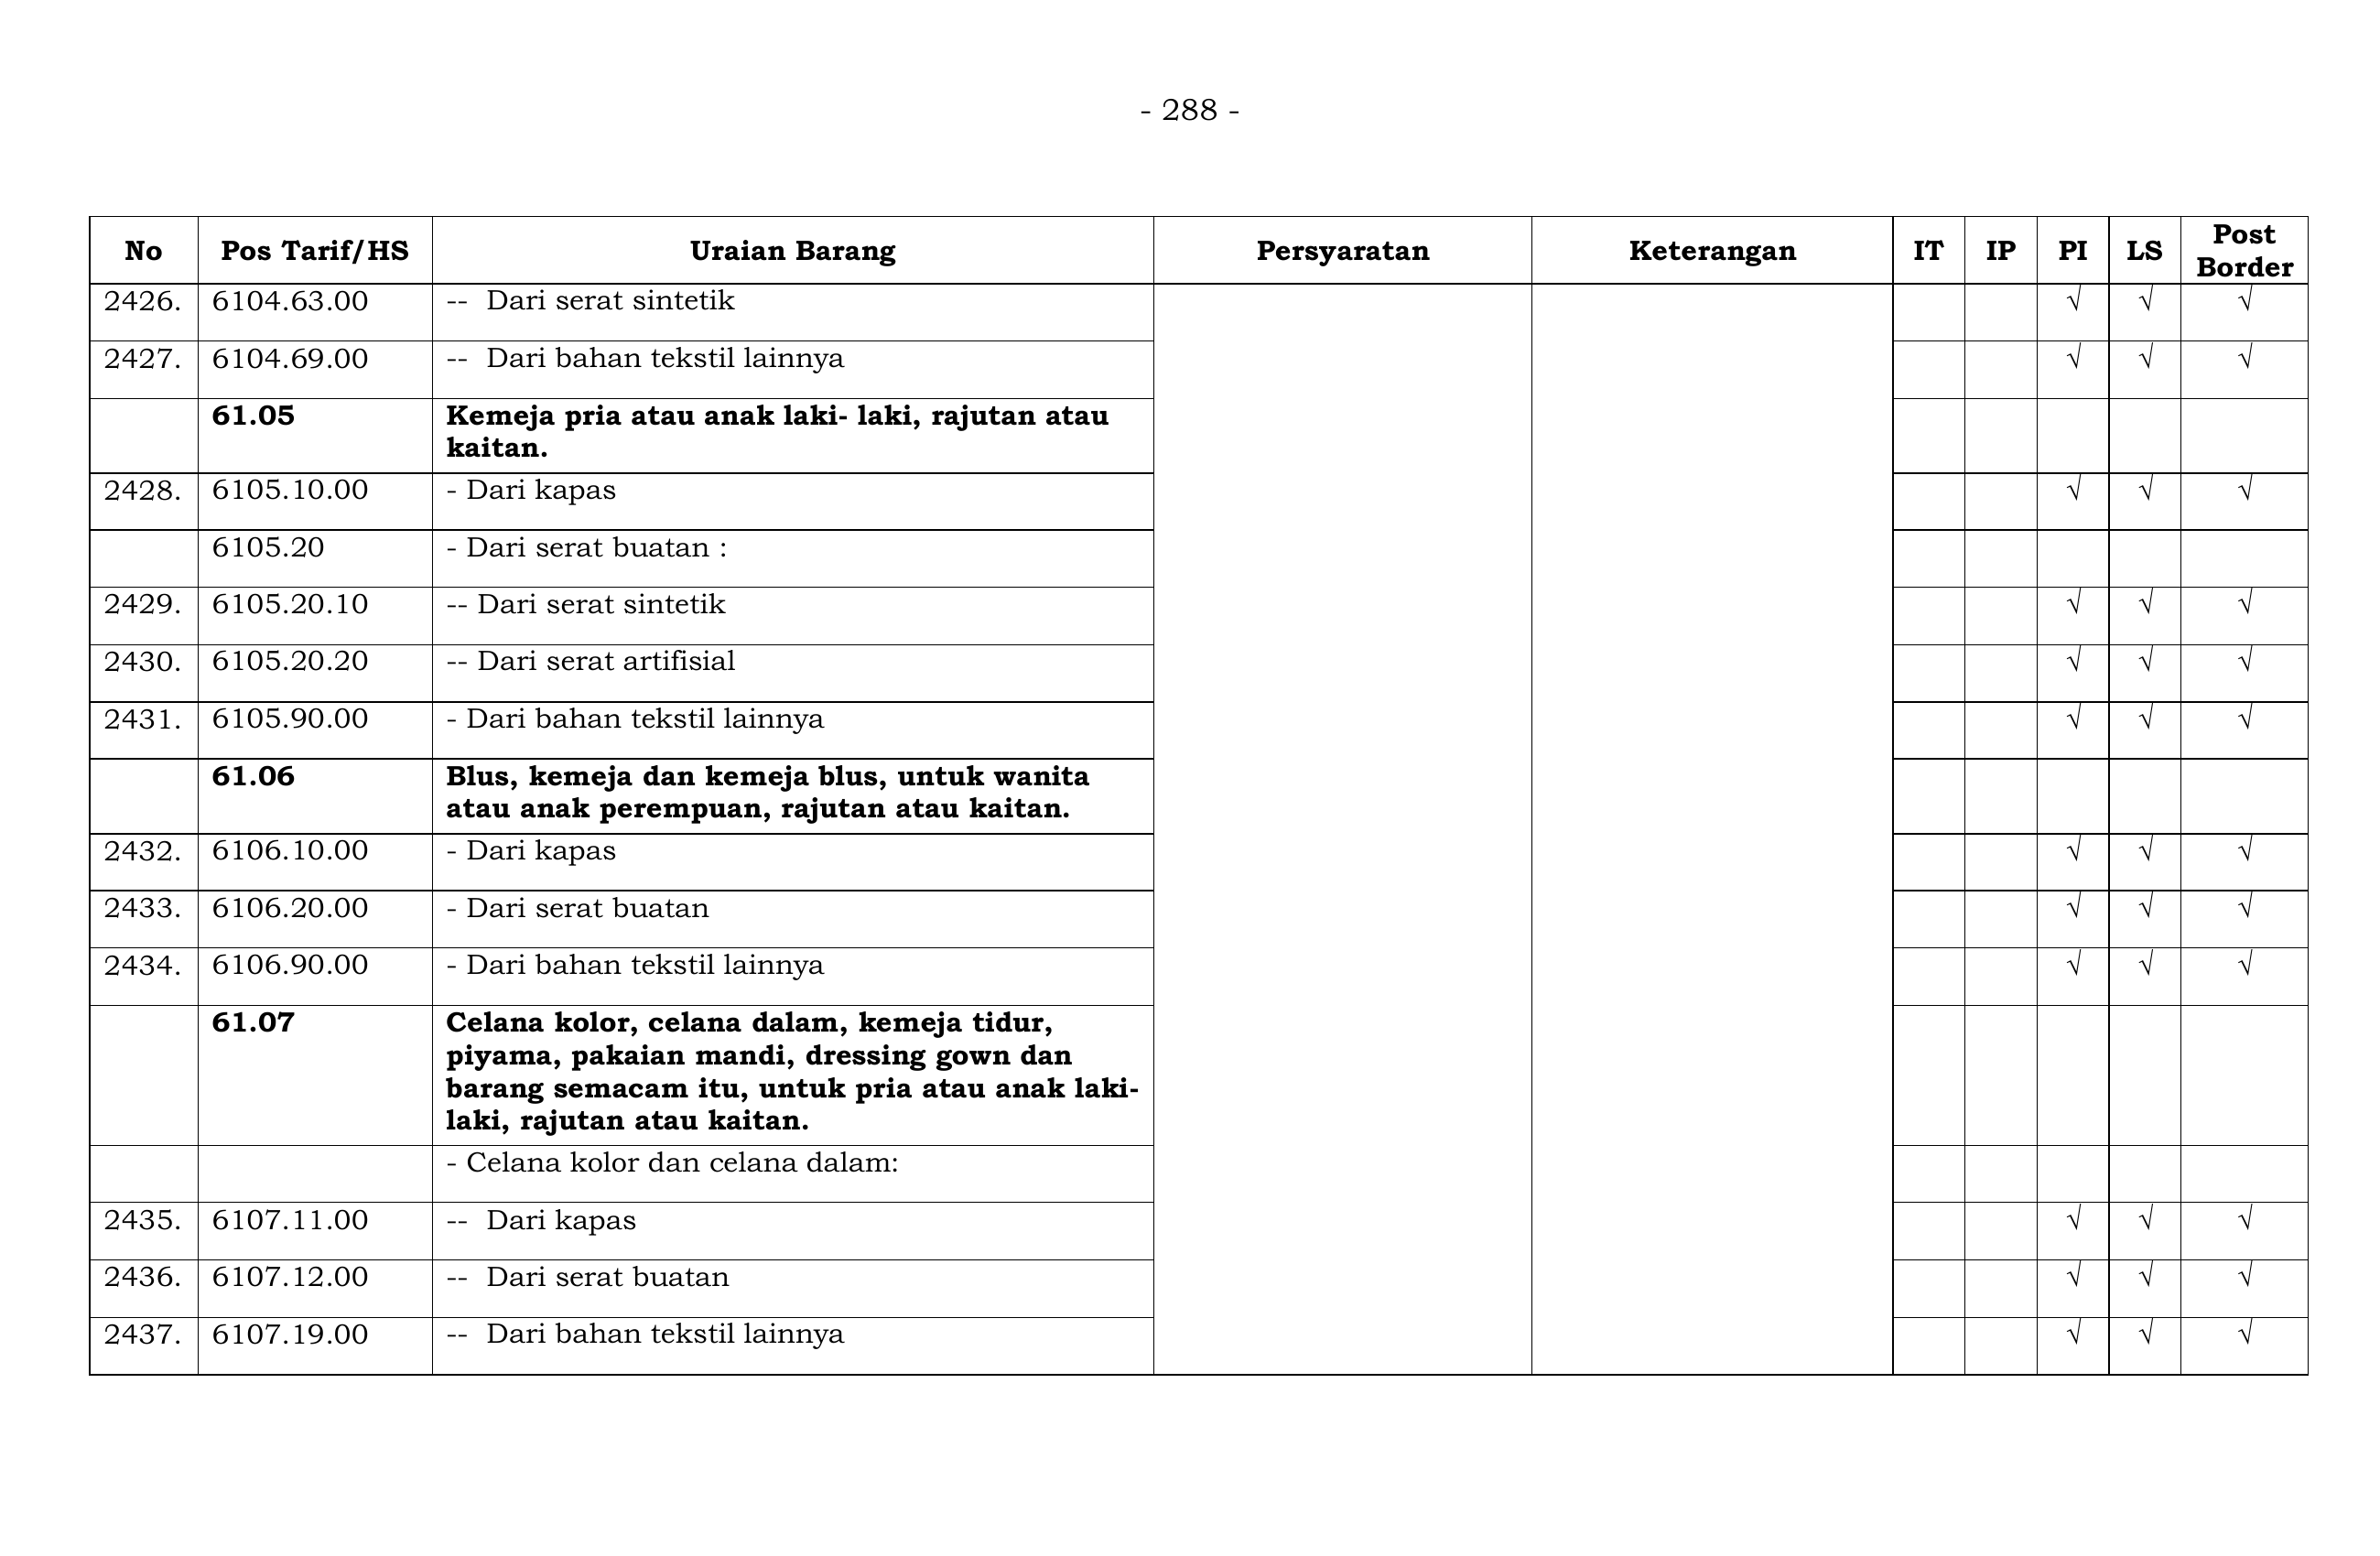 - 288 -
No Pos Tarif/HS Uraian Barang Persyaratan Keterangan IT IP PI LS Post Border
2426. 6104.63.00 -- Dari serat sintetik √ √ √
2427. 6104.69.00 -- Dari bahan tekstil lainnya √ √ √
61.05 Kemeja pria atau anak laki- laki, rajutan atau
kaitan.
2428. 6105.10.00 - Dari kapas √ √ √
6105.20 - Dari serat buatan :
2429. 6105.20.10 -- Dari serat sintetik √ √ √
2430. 6105.20.20 -- Dari serat artifisial √ √ √
2431. 6105.90.00 - Dari bahan tekstil lainnya √ √ √
61.06 Blus, kemeja dan kemeja blus, untuk wanita
atau anak perempuan, rajutan atau kaitan.
2432. 6106.10.00 - Dari kapas √ √ √
2433. 6106.20.00 - Dari serat buatan √ √ √
2434. 6106.90.00 - Dari bahan tekstil lainnya √ √ √
61.07 Celana kolor, celana dalam, kemeja tidur,
piyama, pakaian mandi, dressing gown dan
barang semacam itu, untuk pria atau anak laki-
laki, rajutan atau kaitan.
- Celana kolor dan celana dalam:
2435. 6107.11.00 -- Dari kapas √ √ √
2436. 6107.12.00 -- Dari serat buatan √ √ √
2437. 6107.19.00 -- Dari bahan tekstil lainnya √ √ √